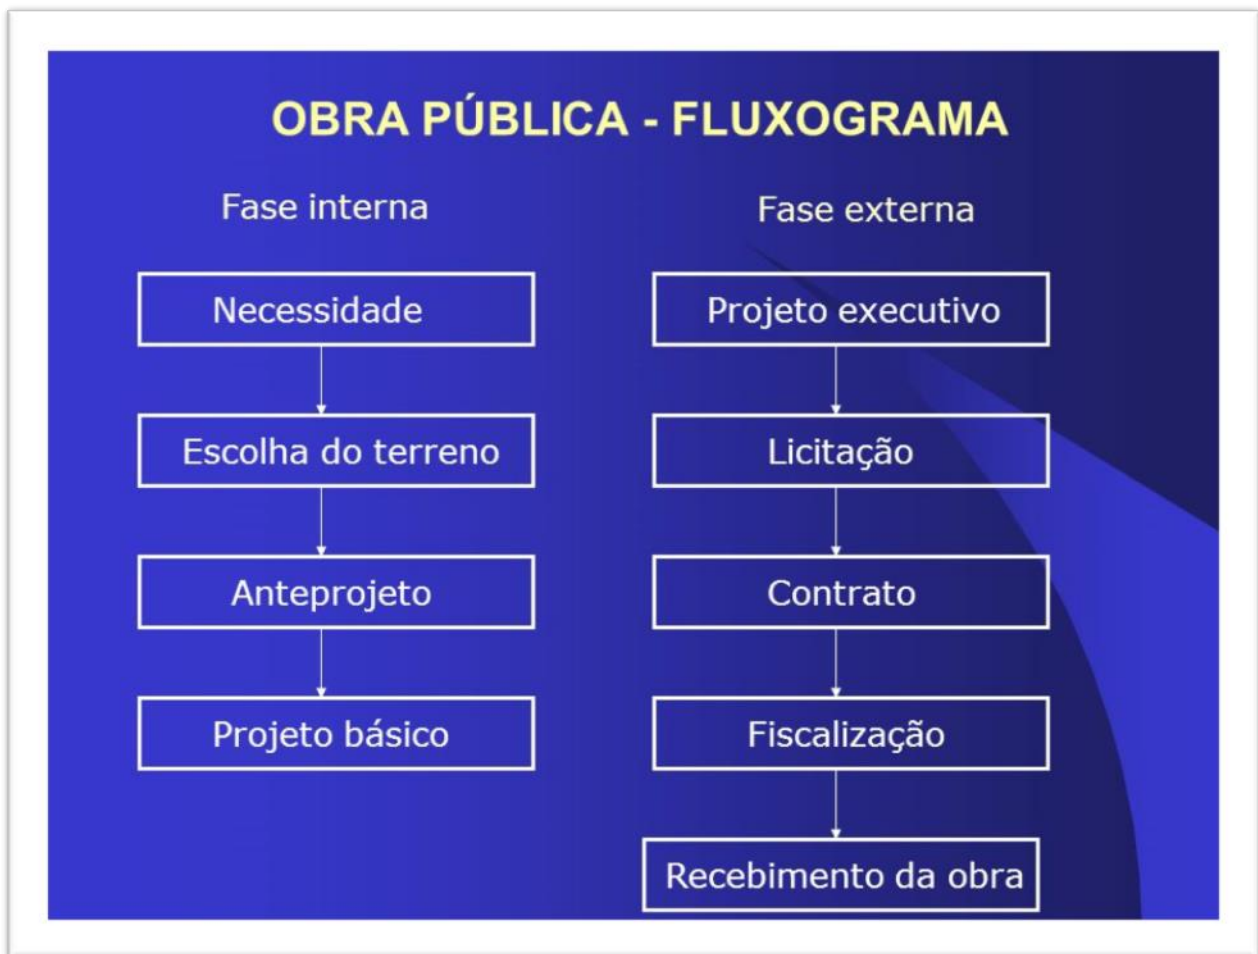 OBRA PÚBLICA - FLUXOGRAMA
Fase interna
Necessidade
Escolha do terreno
Anteprojeto
Projeto básico
Fase externa
Projeto executivo
Licitação
Contrato
Fiscalização
Recebimento da obra